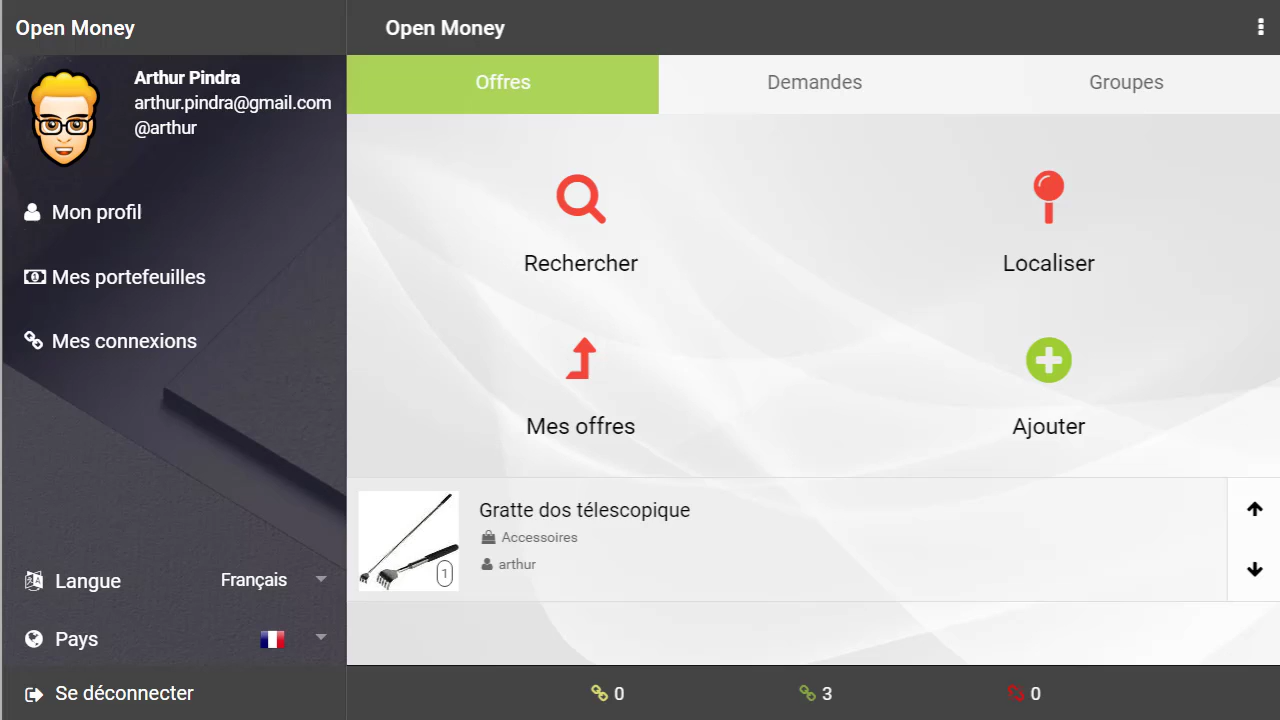 Open Money
Arthur Pindra
arthur.pindra@gmail.com
@arthur
Mon profil
Mes portefeuilles
Mes connexions
Langue Français
Pays
Se déconnecter
Open Money
Offres Demandes Groupes
Rechercher Localiser
Mes offres Ajouter
Gratte dos télescopique
Accessoires
arthur
1
0 3 0